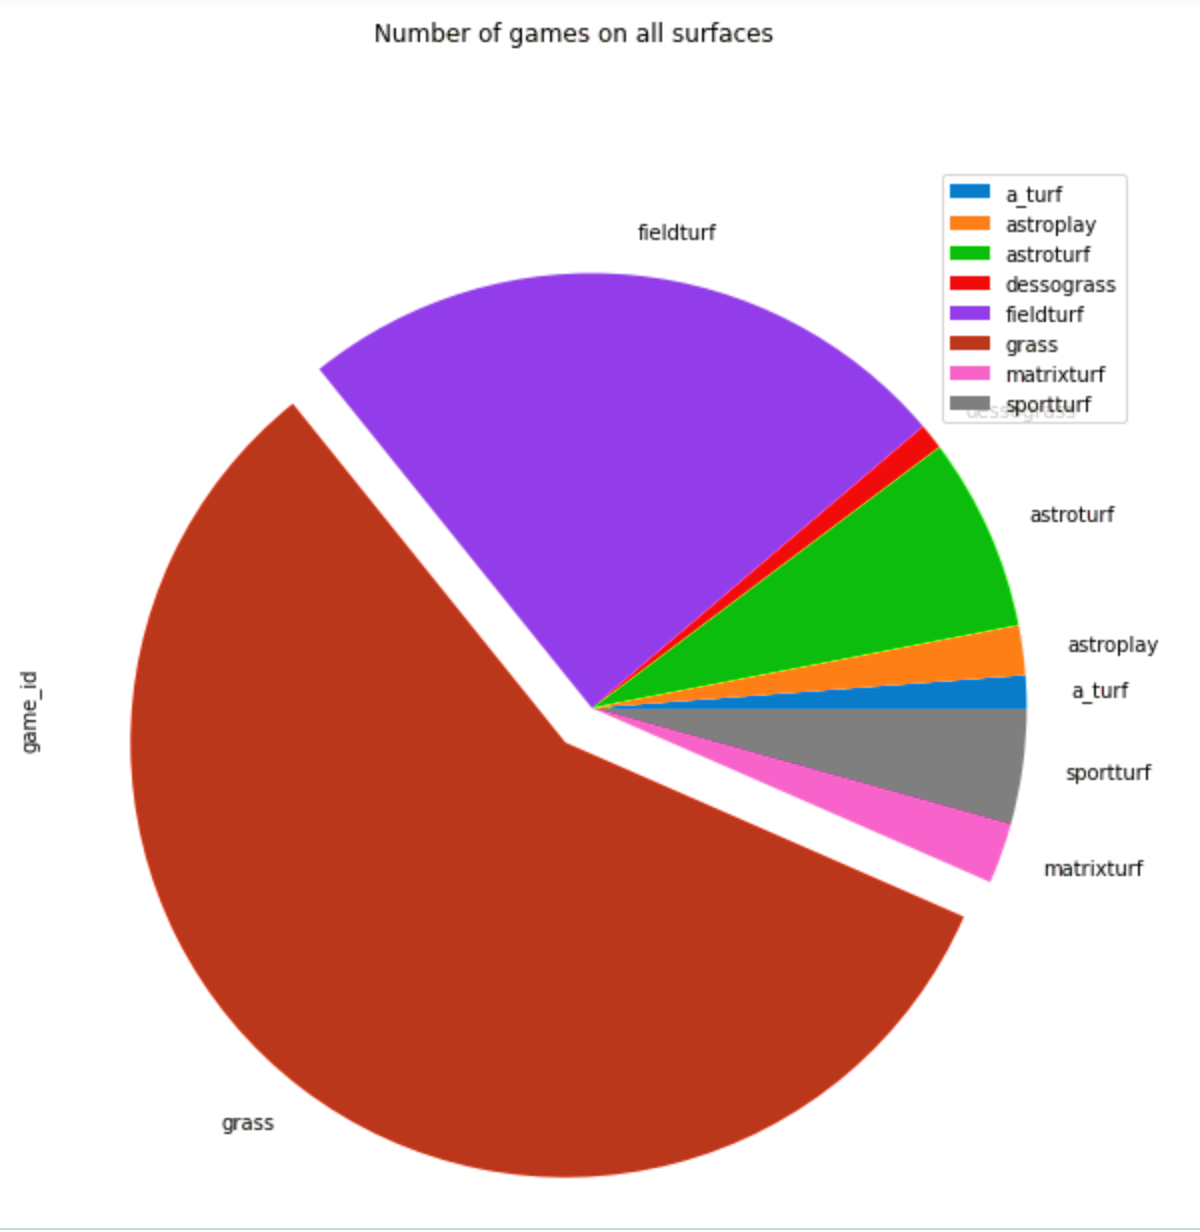 Number of games on all surfaces
fieldturf
a_turf
astroplay
astroturf
dessograss
fieldturf
grass
matrixturf
sportturf
dessograss
astroturf
astroplay
a_turf
game_id
sportturf
matrixturf
grass